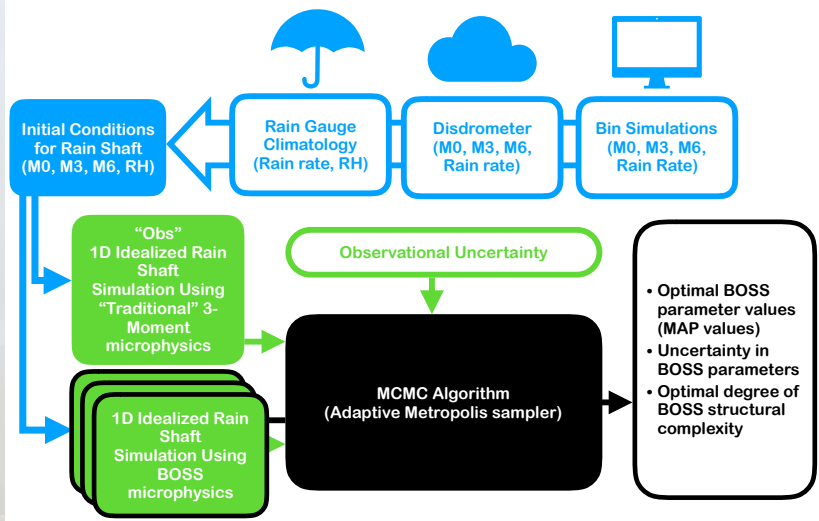 Initial Conditions
for Rain Shaft
(M0, M3, M6, RH)
Rain Gauge
Climatology
(Rain rate, RH)
Disdrometer
(M0, M3, M6,
Rain rate)
Bin Simulations
(M0, M3, M6,
Rain Rate)
“Obs”
1D Idealized Rain
Shaft
Simulation Using
“Traditional” 3-
Moment
microphysics
Observational Uncertainty
1D Idealized Rain
Shaft
Simulation Using
BOSS
microphysics
MCMC Algorithm
(Adaptive Metropolis sampler)
• Optimal BOSS
parameter values
(MAP values)
• Uncertainty in
BOSS parameters
• Optimal degree of
BOSS structural
complexity